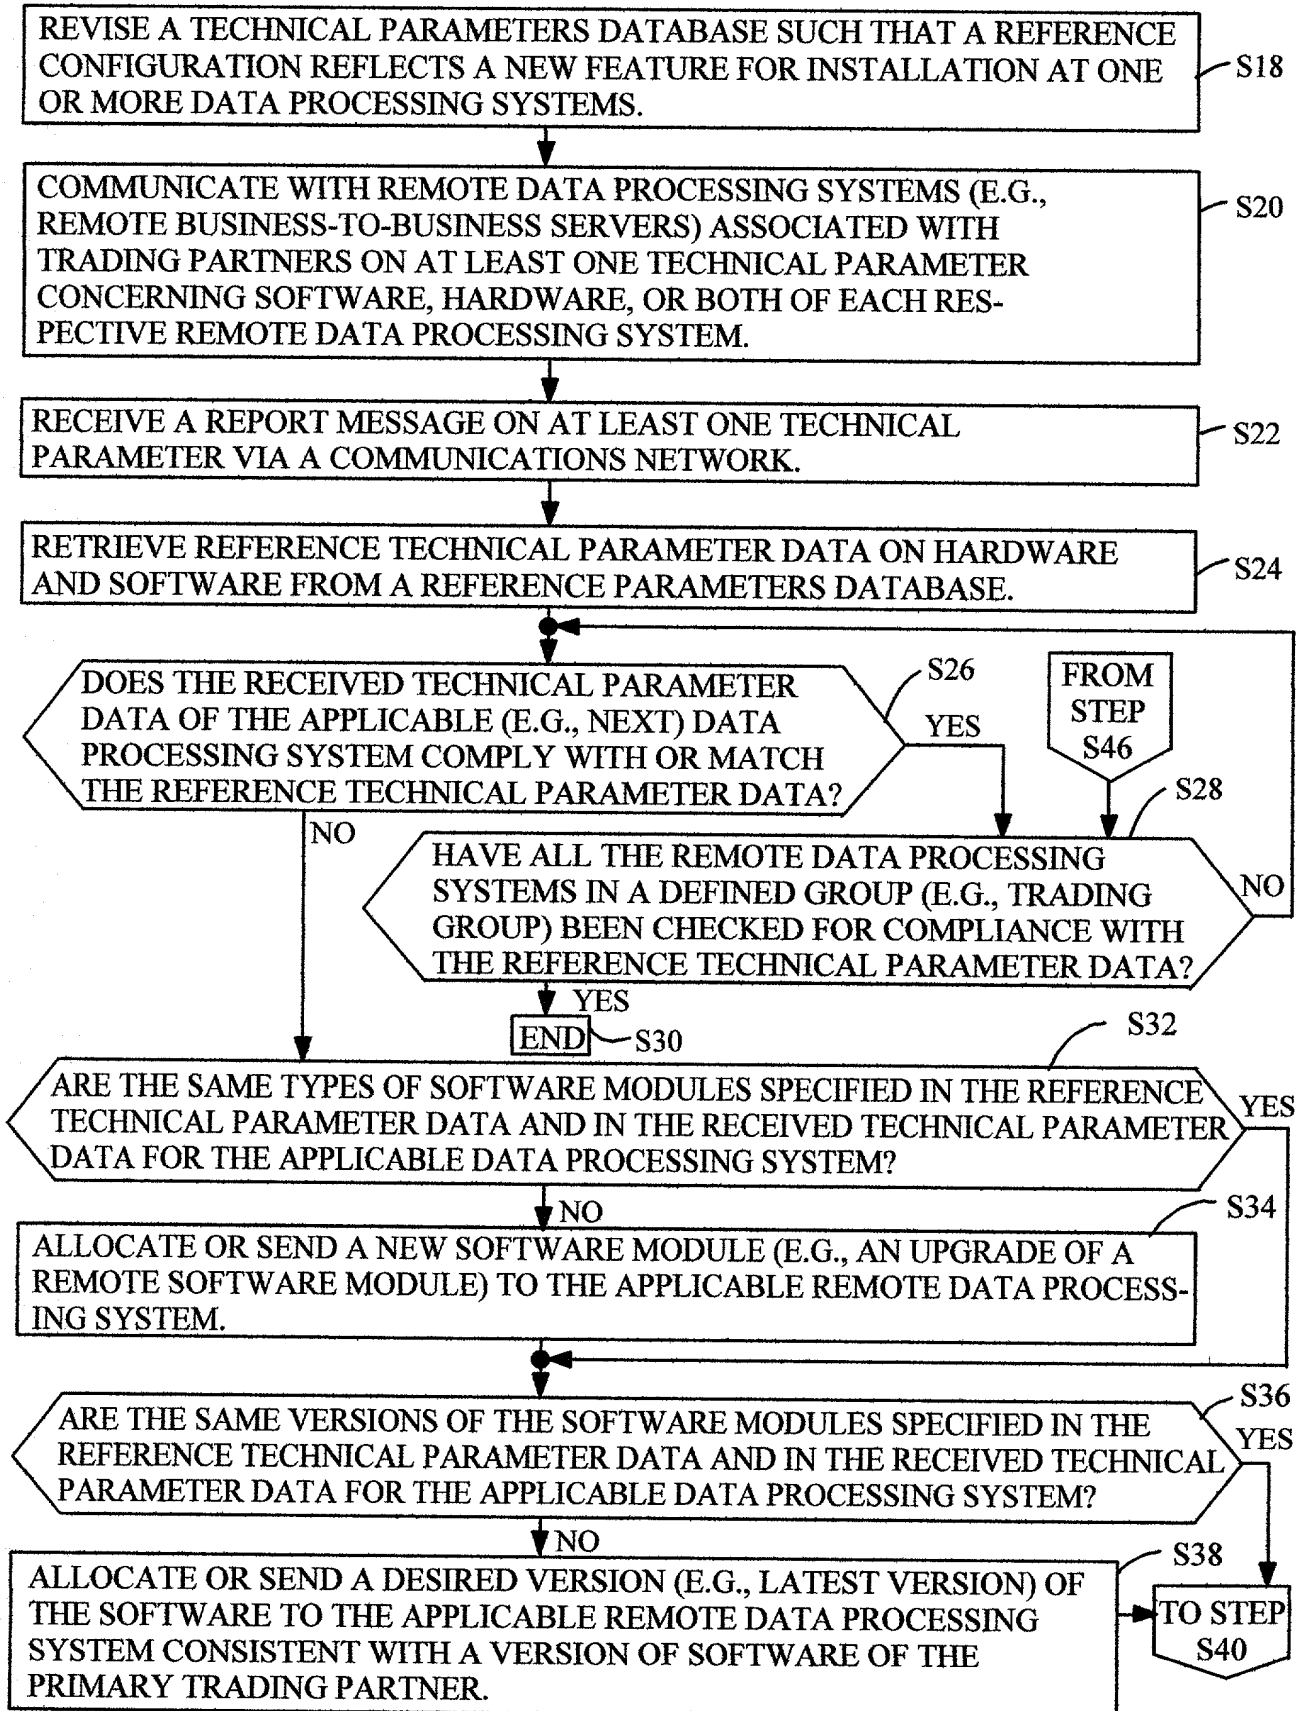 REVISE A TECHNICAL PARAMETERS DATABASE SUCH THAT A REFERENCE
CONFIGURATION REFLECTS A NEW FEATURE FOR INSTALLATION AT ONE
OR MORE DATA PROCESSING SYSTEMS.
S18
COMMUNICATE WITH REMOTE DATA PROCESSING SYSTEMS (E.G.,
REMOTE BUSINESS-TO-BUSINESS SERVERS) ASSOCIATED WITH
TRADING PARTNERS ON AT LEAST ONE TECHNICAL PARAMETER
CONCERNING SOFTWARE, HARDWARE, OR BOTH OF EACH RES-
PECTIVE REMOTE DATA PROCESSING SYSTEM.
S20
RECEIVE A REPORT MESSAGE ON AT LEAST ONE TECHNICAL
PARAMETER VIA A COMMUNICATIONS NETWORK.
S22
RETRIEVE REFERENCE TECHNICAL PARAMETER DATA ON HARDWARE
AND SOFTWARE FROM A REFERENCE PARAMETERS DATABASE.
S24
DOES THE RECEIVED TECHNICAL PARAMETER
DATA OF THE APPLICABLE (E.G., NEXT) DATA
PROCESSING SYSTEM COMPLY WITH OR MATCH
THE REFERENCE TECHNICAL PARAMETER DATA?
S26
YES
FROM
STEP
S46
NO
S28
HAVE ALL THE REMOTE DATA PROCESSING
SYSTEMS IN A DEFINED GROUP (E.G., TRADING
GROUP) BEEN CHECKED FOR COMPLIANCE WITH
THE REFERENCE TECHNICAL PARAMETER DATA?
NO
YES
END
S30
S32
ARE THE SAME TYPES OF SOFTWARE MODULES SPECIFIED IN THE REFERENCE
TECHNICAL PARAMETER DATA AND IN THE RECEIVED TECHNICAL PARAMETER
DATA FOR THE APPLICABLE DATA PROCESSING SYSTEM?
YES
NO
S34
ALLOCATE OR SEND A NEW SOFTWARE MODULE (E.G., AN UPGRADE OF A
REMOTE SOFTWARE MODULE) TO THE APPLICABLE REMOTE DATA PROCESS-
ING SYSTEM.
S36
ARE THE SAME VERSIONS OF THE SOFTWARE MODULES SPECIFIED IN THE
REFERENCE TECHNICAL PARAMETER DATA AND IN THE RECEIVED TECHNICAL
PARAMETER DATA FOR THE APPLICABLE DATA PROCESSING SYSTEM?
YES
NO
S38
ALLOCATE OR SEND A DESIRED VERSION (E.G., LATEST VERSION) OF
THE SOFTWARE TO THE APPLICABLE REMOTE DATA PROCESSING
SYSTEM CONSISTENT WITH A VERSION OF SOFTWARE OF THE
PRIMARY TRADING PARTNER.
TO STEP
S40